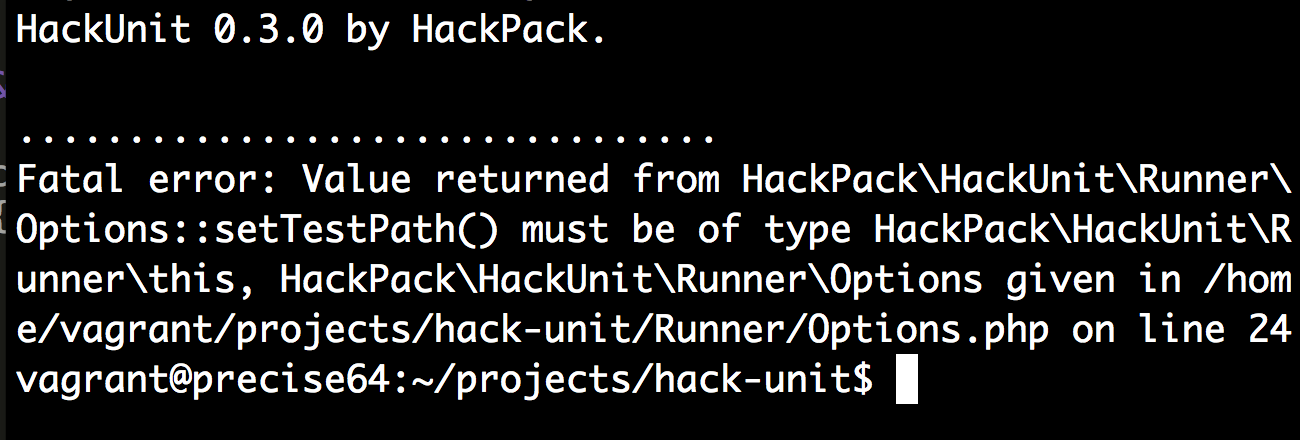 HackUnit 0.3.0 by HackPack.
................................
Fatal error: Value returned from HackPack\HackUnit\Runner\
Options::setTestPath() must be of type HackPack\HackUnit\R
unner\this, HackPack\HackUnit\Runner\Options given in /hom
e/vagrant/projects/hack-unit/Runner/Options.php on line 24
vagrant@precise64:~/projects/hack-unit$